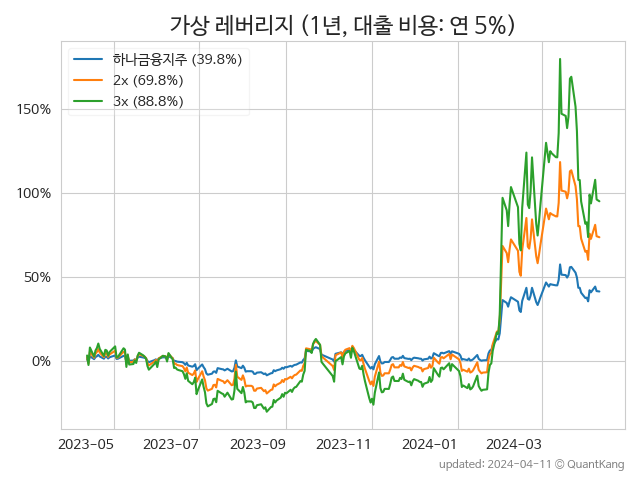 가상 레버리지 (1년, 대출 비용: 연 5%)
하나금융지주 (39.8%)
2x (69.8%)
3x (88.8%)
150%
100%
50%
0%
2023-05
2023-07
2023-09
2023-11
2024-01
2024-03
updated: 2024-04-11 © QuantKang